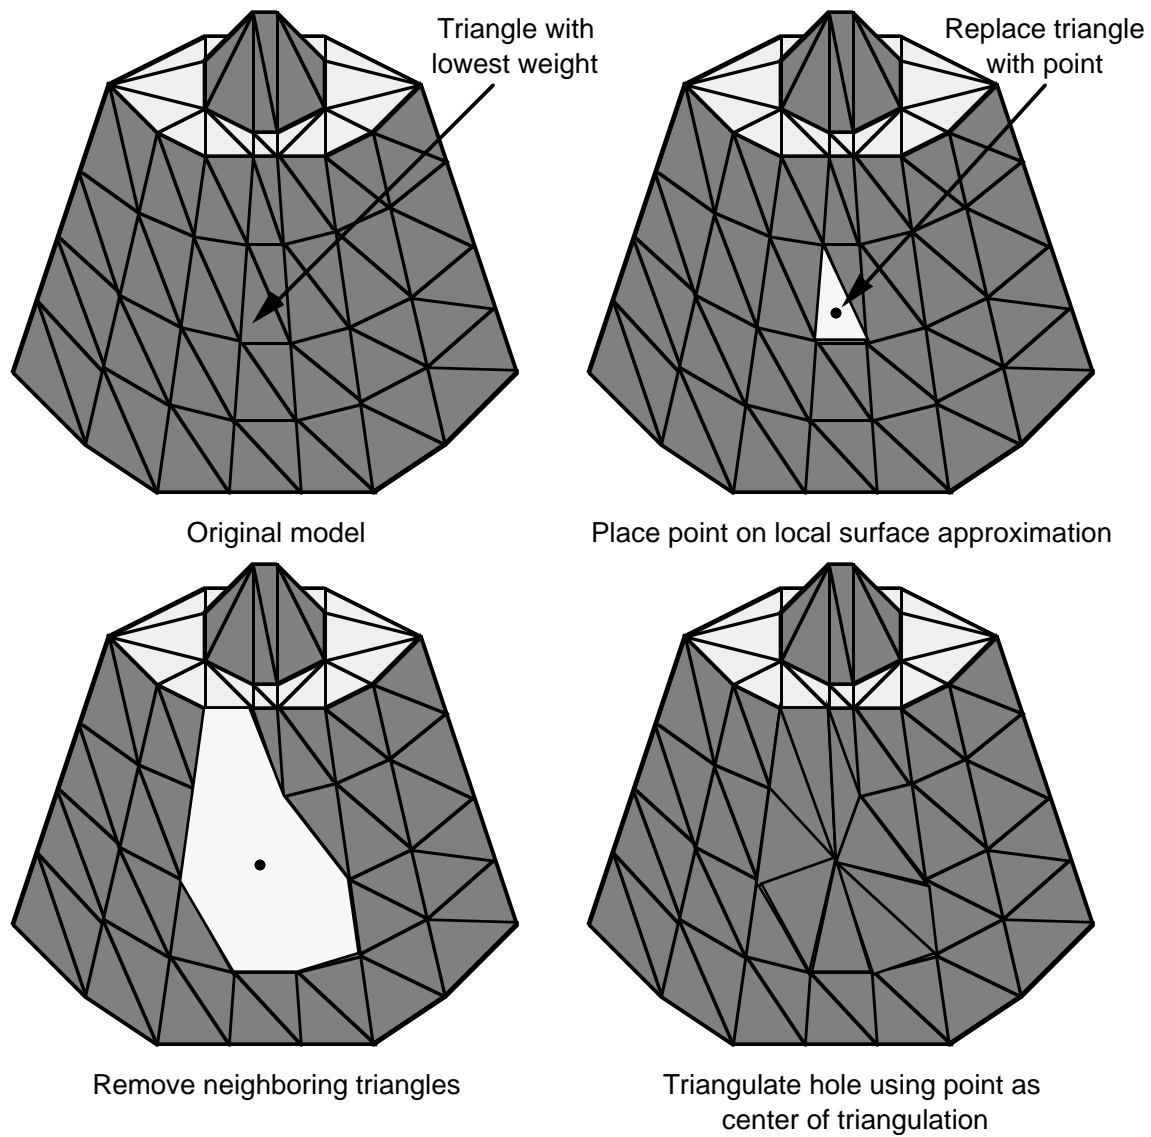 Triangle with
lowest weight
Replace triangle
with point
Original model
Place point on local surface approximation
Remove neighboring triangles
Triangulate hole using point as
center of triangulation